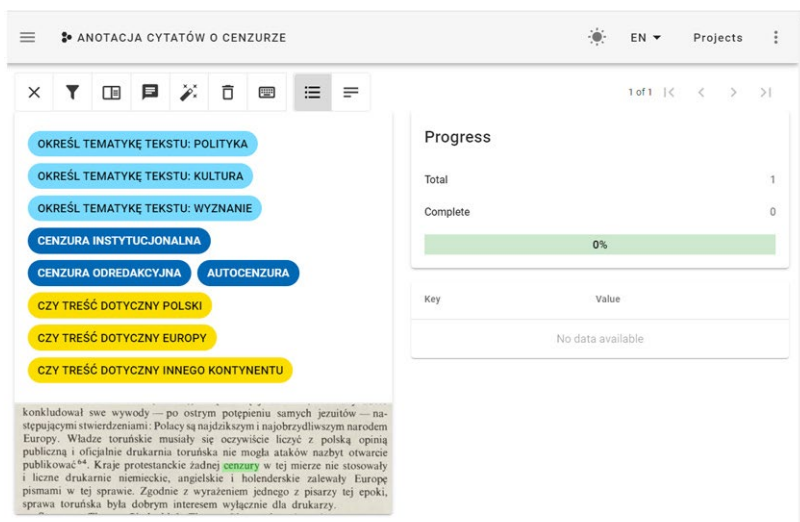 ANOTACJA CYTATÓW O CENZURZE
EN
Projects
1 of 1
OKREŚL TEMATYKĘ TEKSTU: POLITYKA
OKREŚL TEMATYKĘ TEKSTU: KULTURA
OKREŚL TEMATYKĘ TEKSTU: WYZNANIE
CENZURA INSTYTUCJONALNA
CENZURA ODREDAKCYJNA AUTOCENZURA
CZY TREŚĆ DOTYCZNY POLSKI
CZY TREŚĆ DOTYCZNY EUROPY
CZY TREŚĆ DOTYCZNY INNEGO KONTYNENTU
konkludował swe wywody — po ostrym potępieniu samych jezuitów — na-
stępującymi stwierdzeniami: Polacy są najdzikszym i najobrzydliwszym narodem
Europy. Władze toruńskie musiały się oczywiście liczyć z polską opinią
publiczną i oficjalnie drukarnia toruńska nie mogła ataków nazbyt otwarcie
publikować⁶⁴. Kraje protestanckie żadnej cenzury w tej mierze nie stosowały
i liczne drukarnie niemieckie, angielskie i holenderskie zalewały Europę
pismami w tej sprawie. Zgodnie z wyrażeniem jednego z pisarzy tej epoki,
sprawa toruńska była dobrym interesem wyłącznie dla drukarzy.
Progress
Total 1
Complete 0
0%
Key Value
No data available